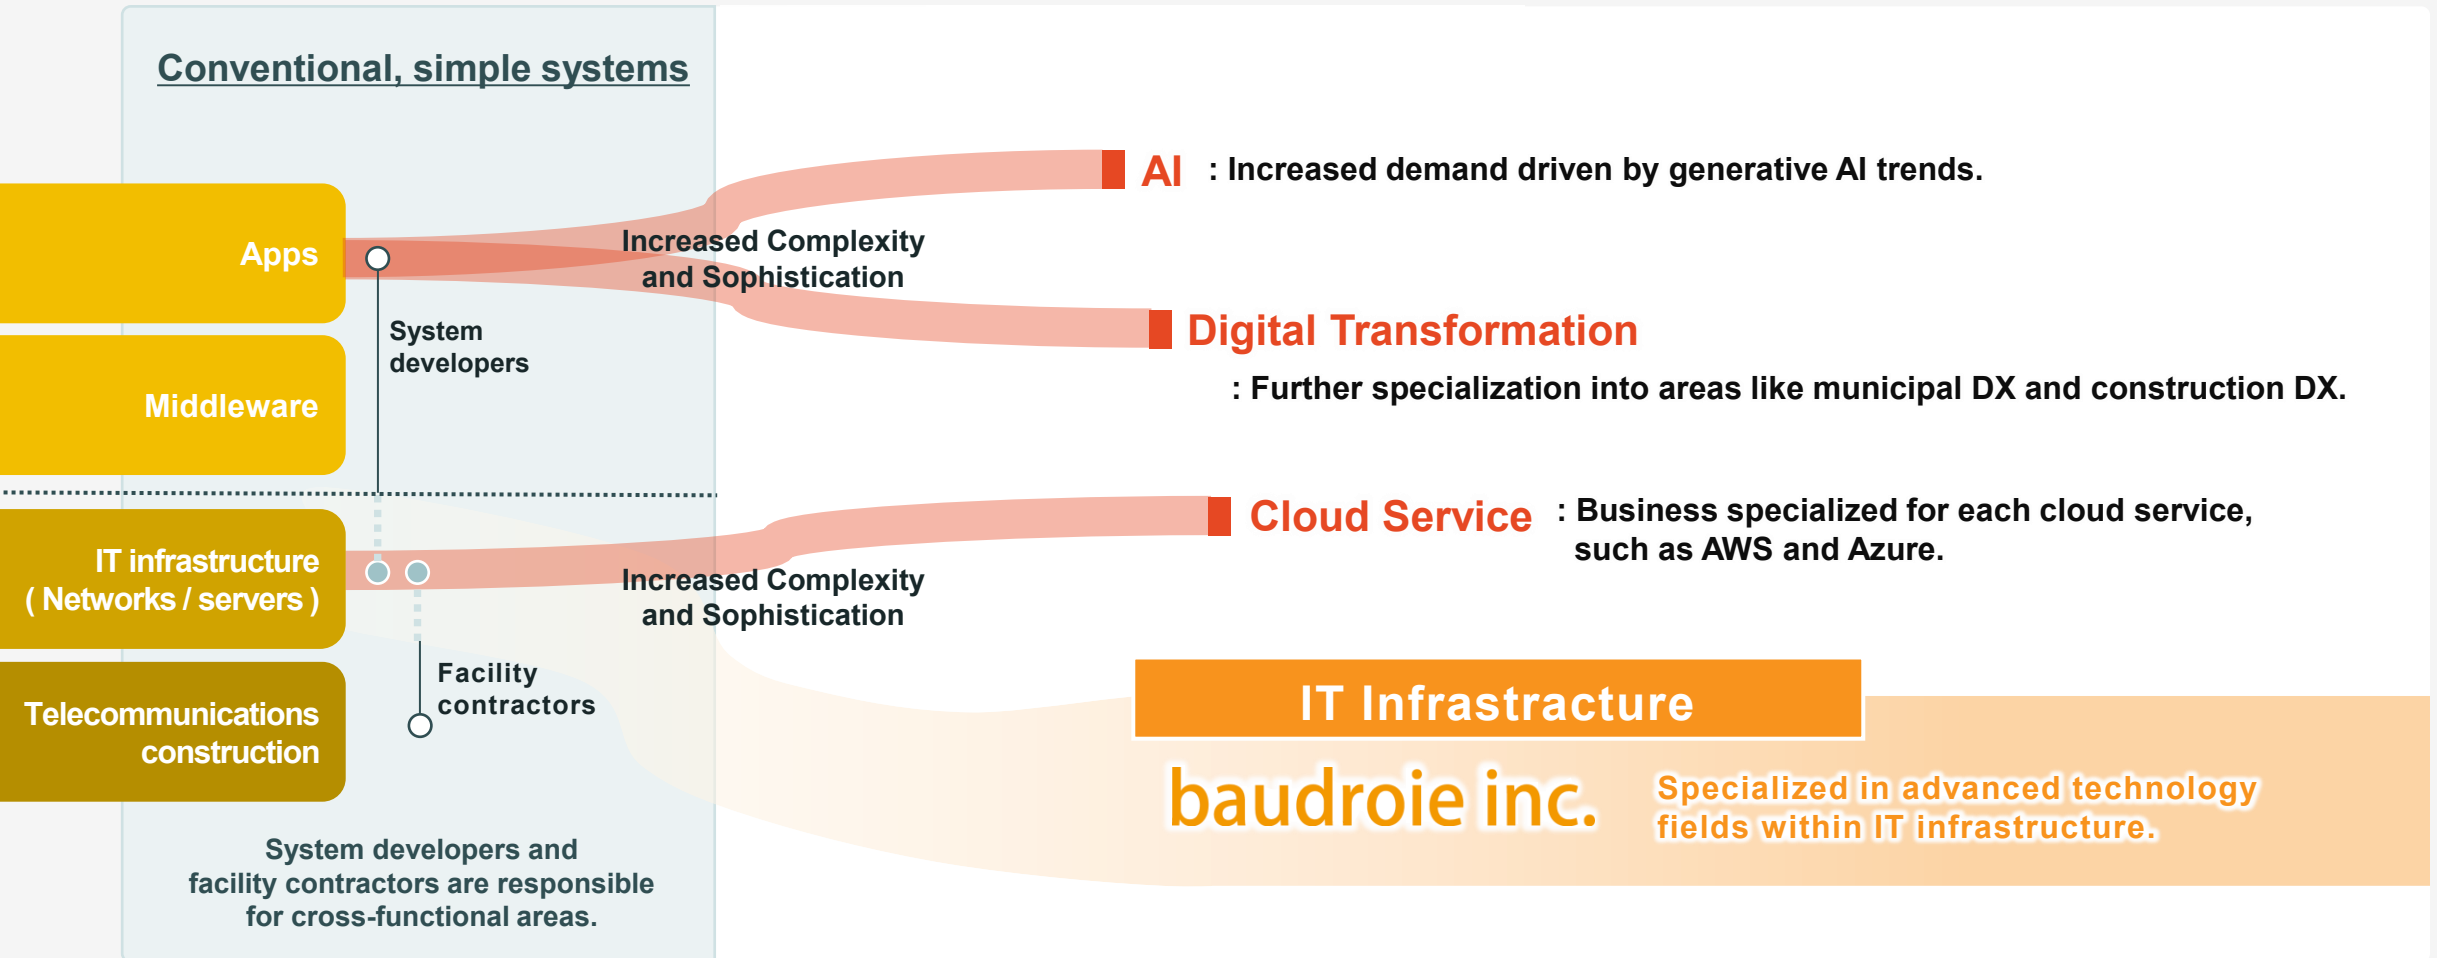 Conventional, simple systems
Apps
Middleware
IT infrastructure
( Networks / servers )
Telecommunications
construction
System
developers
Facility
contractors
System developers and
facility contractors are responsible
for cross-functional areas.
Increased Complexity
and Sophistication
AI : Increased demand driven by generative AI trends.
Digital Transformation
: Further specialization into areas like municipal DX and construction DX.
Increased Complexity
and Sophistication
Cloud Service : Business specialized for each cloud service,
such as AWS and Azure.
IT Infrastracture
baudroie inc.
Specialized in advanced technology
fields within IT infrastructure.